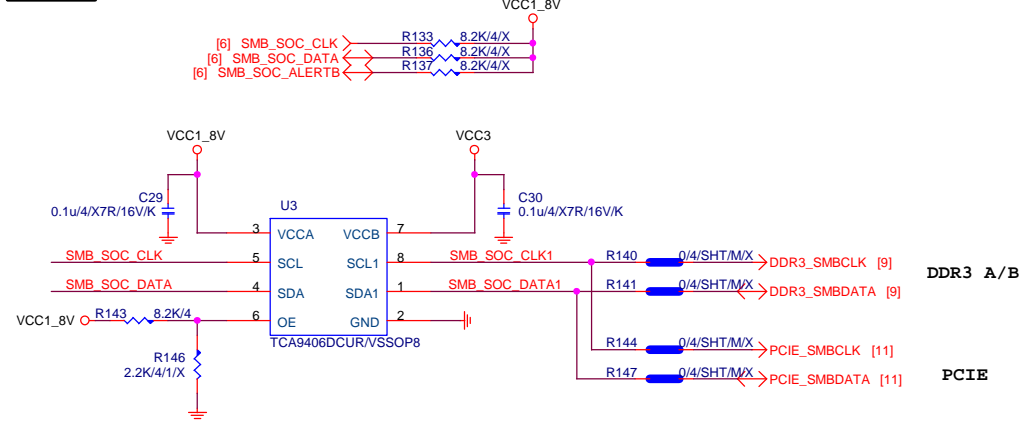 VCC1_8V
[6] SMB_SOC_CLK R133 8.2K/4/X
[6] SMB_SOC_DATA R136 8.2K/4/X
[6] SMB_SOC_ALERTB R137 8.2K/4/X
VCC1_8V VCC3
C29 C30
0.1u/4/X7R/16V/K 0.1u/4/X7R/16V/K
U3
3 VCCA VCCB 7
SMB_SOC_CLK 5 SCL SCL1 8 SMB_SOC_CLK1 R140 0/4/SHT/M/X DDR3_SMBCLK [9]
DDR3 A/B
SMB_SOC_DATA 4 SDA SDA1 1 SMB_SOC_DATA1 R141 0/4/SHT/M/X DDR3_SMBDATA [9]
VCC1_8V R143 8.2K/4 6 OE GND 2
TCA9406DCUR/VSSOP8
R144 0/4/SHT/M/X PCIE_SMBCLK [11]
R146
2.2K/4/1/X
R147 0/4/SHT/M/X PCIE_SMBDATA [11]
PCIE